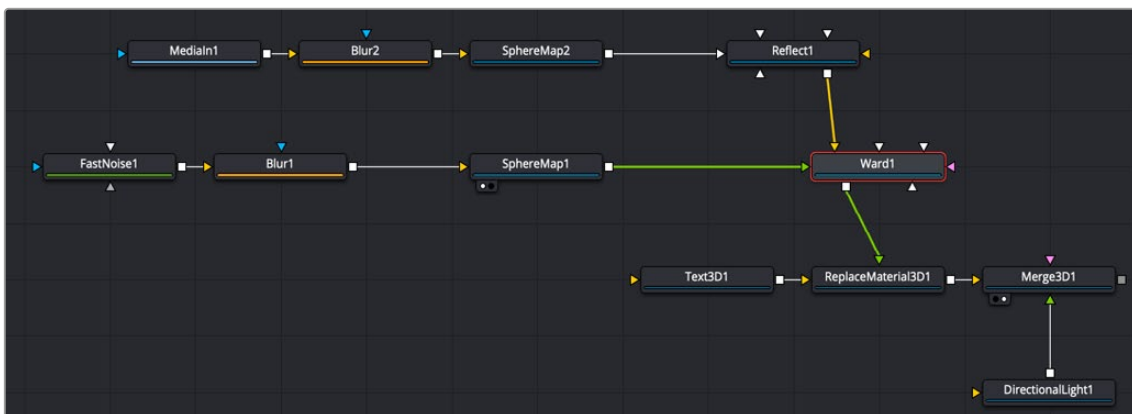 MediaIn1
Blur2
SphereMap2
Reflect1
FastNoise1
Blur1
SphereMap1
Ward1
Text3D1
ReplaceMaterial3D1
Merge3D1
DirectionalLight1